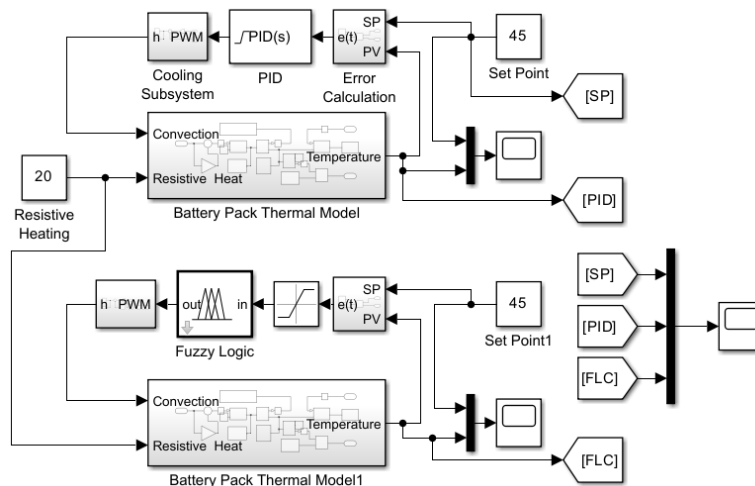 SP
h PWM
PID(s)
e(t)
PV
45
Set Point
Cooling
Subsystem
PID
Error
Calculation
[SP]
Convection
Temperature
Resistive Heat
20
Battery Pack Thermal Model
[PID]
Resistive
Heating
[SP]
SP
h PWM
out
in
e(t)
PV
45
[PID]
Fuzzy Logic
Set Point1
[FLC]
Convection
Temperature
Resistive Heat
[FLC]
Battery Pack Thermal Model1